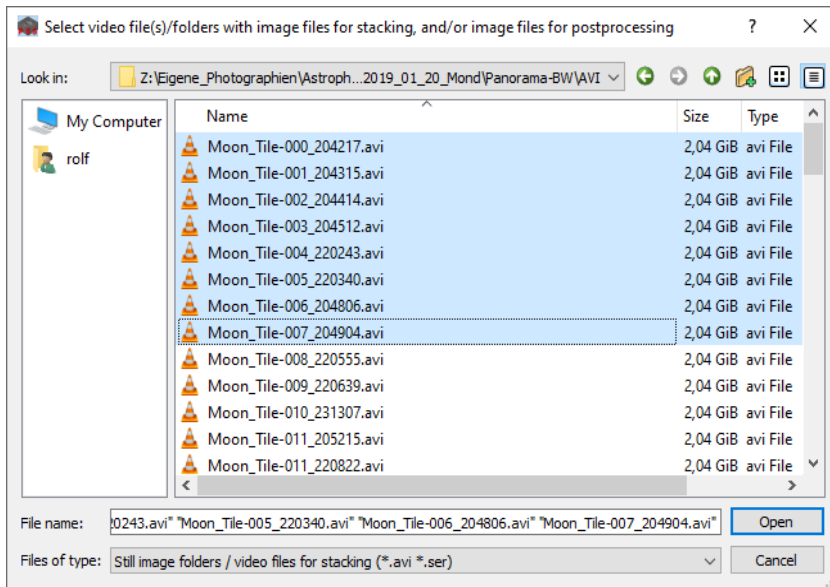 Select video file(s)/folders with image files for stacking, and/or image files for postprocessing
Look in: Z:\Eigene_Photographien\Astroph...2019_01_20_Mond\Panorama-BW\AVI
My Computer
rolf
Name Size Type
Moon_Tile-000_204217.avi 2,04 GiB avi File
Moon_Tile-001_204315.avi 2,04 GiB avi File
Moon_Tile-002_204414.avi 2,04 GiB avi File
Moon_Tile-003_204512.avi 2,04 GiB avi File
Moon_Tile-004_220243.avi 2,04 GiB avi File
Moon_Tile-005_220340.avi 2,04 GiB avi File
Moon_Tile-006_204806.avi 2,04 GiB avi File
Moon_Tile-007_204904.avi 2,04 GiB avi File
Moon_Tile-008_220555.avi 2,04 GiB avi File
Moon_Tile-009_220639.avi 2,04 GiB avi File
Moon_Tile-010_231307.avi 2,04 GiB avi File
Moon_Tile-011_205215.avi 2,04 GiB avi File
Moon_Tile-011_220822.avi 2,04 GiB avi File
File name: 20243.avi" "Moon_Tile-005_220340.avi" "Moon_Tile-006_204806.avi" "Moon_Tile-007_204904.avi" Open
Files of type: Still image folders / video files for stacking (*.avi *.ser) Cancel